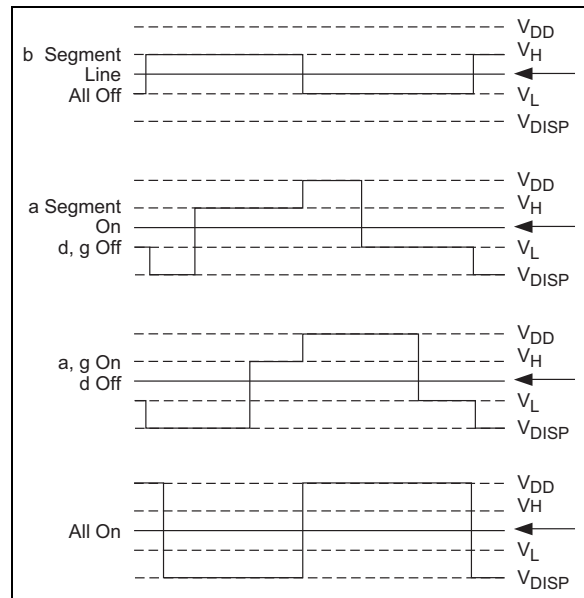 V_DD
b Segment V_H
Line
All Off V_L
V_DISP
V_DD
a Segment V_H
On
d, g Off V_L
V_DISP
V_DD
a, g On V_H
d Off
V_L
V_DISP
V_DD
VH
All On
V_L
V_DISP